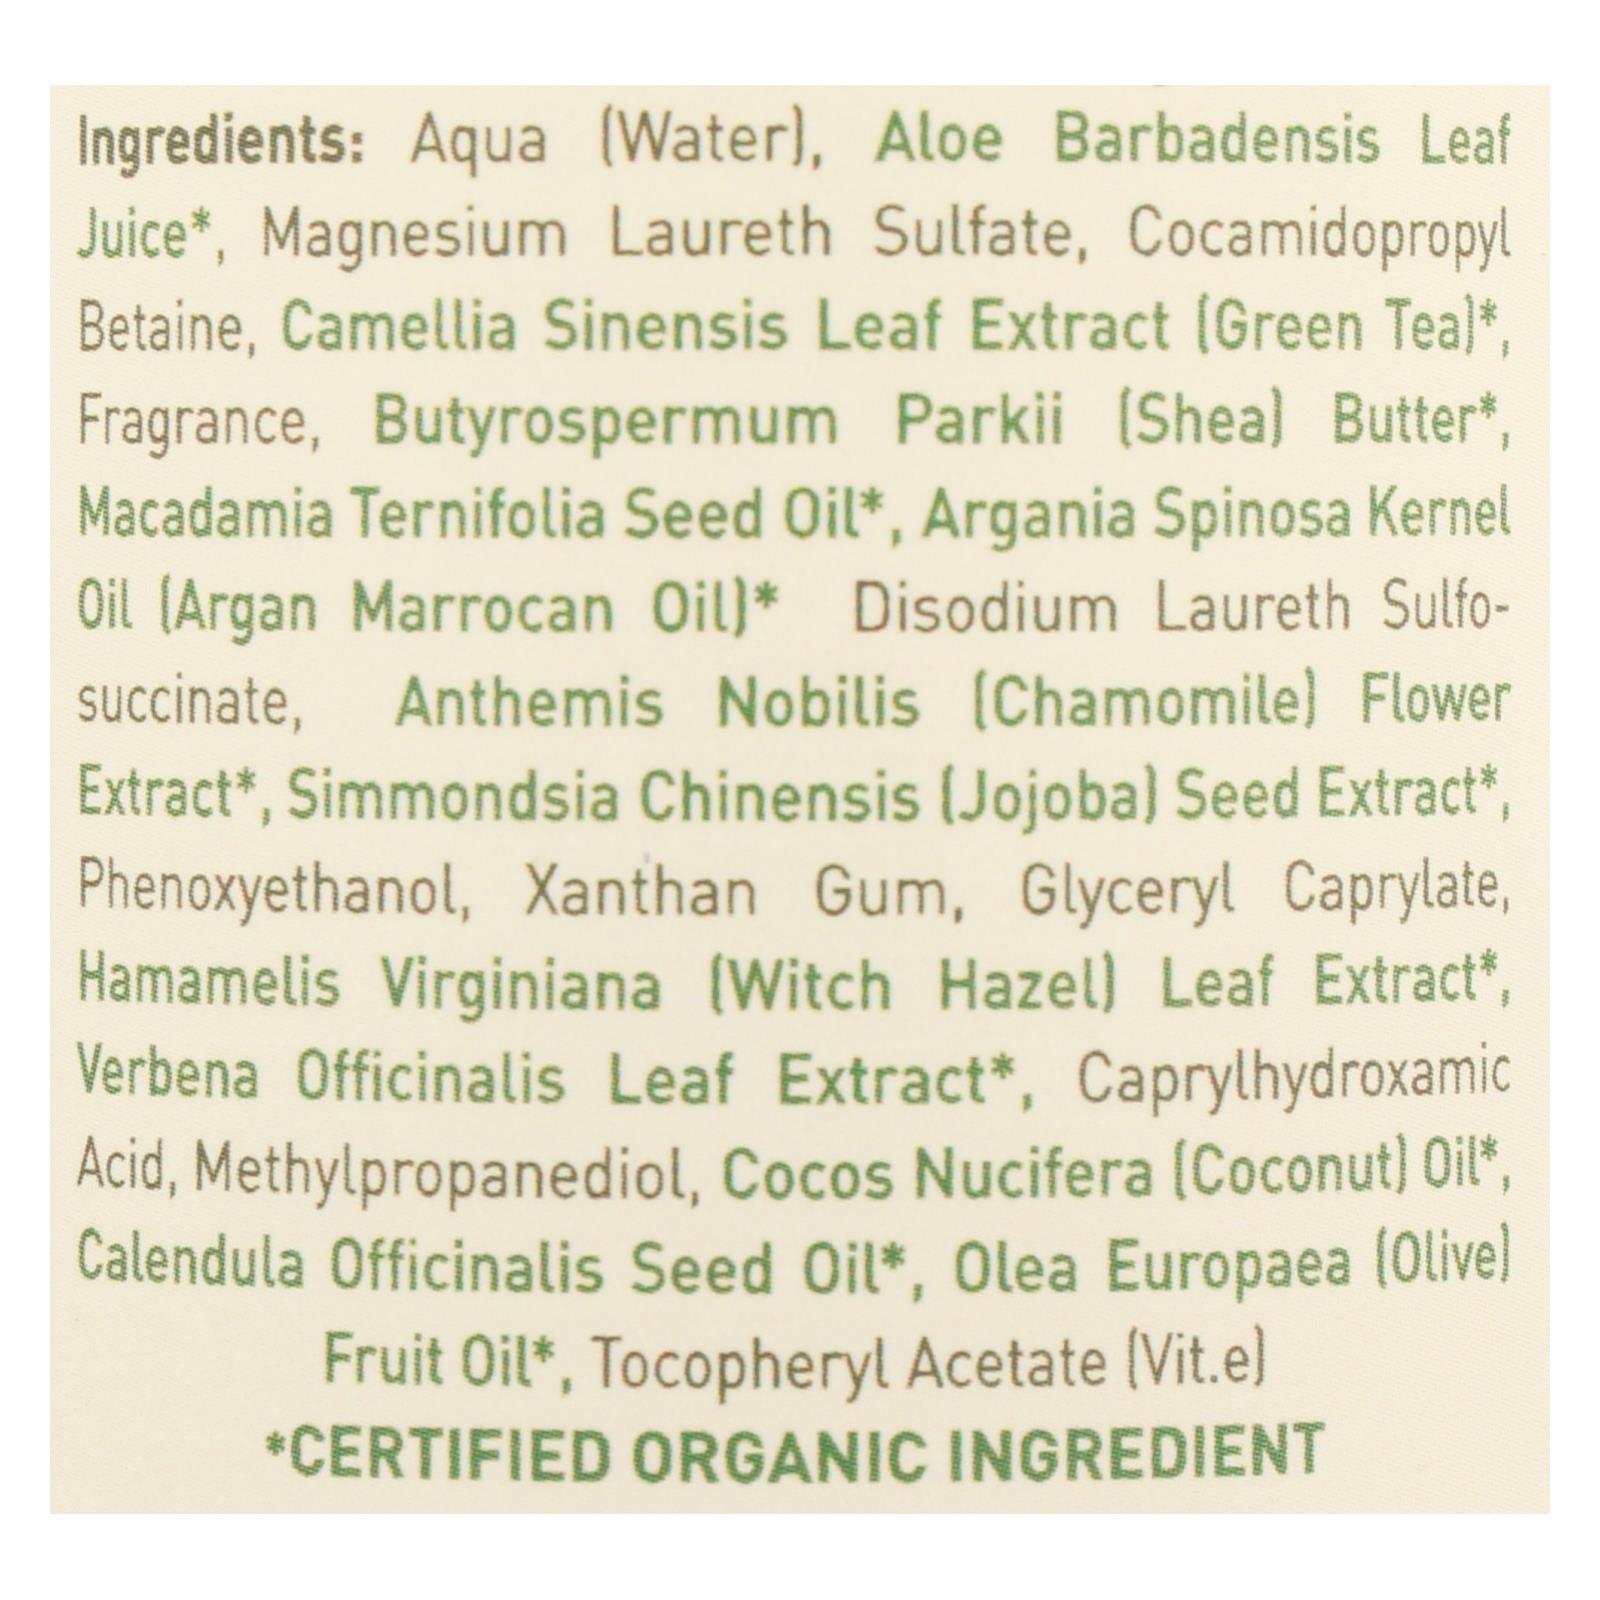 Ingredients: Aqua (Water), Aloe Barbadensis Leaf
Juice*, Magnesium Laureth Sulfate, Cocamidopropyl
Betaine, Camellia Sinensis Leaf Extract (Green Tea)*,
Fragrance, Butyrospermum Parkii (Shea) Butter*,
Macadamia Ternifolia Seed Oil*, Argania Spinosa Kernel
Oil (Argan Marrocan Oil)* Disodium Laureth Sulfo-
succinate, Anthemis Nobilis (Chamomile) Flower
Extract*, Simmondsia Chinensis (Jojoba) Seed Extract*,
Phenoxyethanol, Xanthan Gum, Glyceryl Caprylate,
Hamamelis Virginiana (Witch Hazel) Leaf Extract*,
Verbena Officinalis Leaf Extract*, Caprylhydroxamic
Acid, Methylpropanediol, Cocos Nucifera (Coconut) Oil*,
Calendula Officinalis Seed Oil*, Olea Europaea (Olive)
Fruit Oil*, Tocopheryl Acetate (Vit.e)
*CERTIFIED ORGANIC INGREDIENT